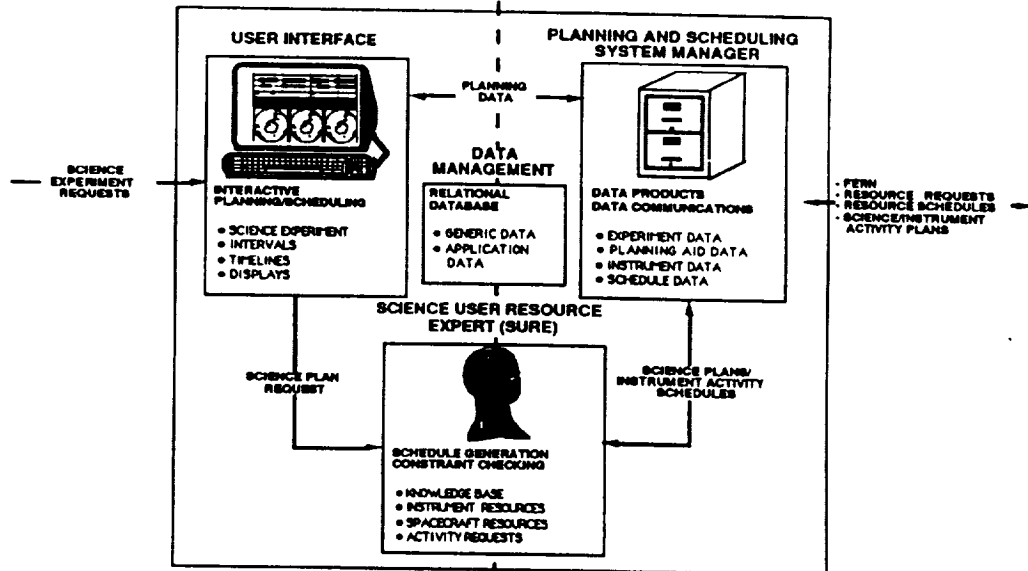 USER INTERFACE
PLANNING AND SCHEDULING
SYSTEM MANAGER
PLANNING
DATA
SCIENCE
EXPERIMENT
REQUESTS
INTERACTIVE
PLANNING/SCHEDULING
• SCIENCE EXPERIMENT
• INTERVALS
• TIMELINES
• DISPLAYS
DATA
MANAGEMENT
RELATIONAL
DATABASE
• GENERIC DATA
• APPLICATION
DATA
DATA PRODUCTS
DATA COMMUNICATIONS
• EXPERIMENT DATA
• PLANNING AID DATA
• INSTRUMENT DATA
• SCHEDULE DATA
- FERN
- RESOURCE REQUESTS
- RESOURCE SCHEDULES
- SCIENCE/INSTRUMENT
ACTIVITY PLANS
SCIENCE USER RESOURCE
EXPERT (SURE)
SCIENCE PLAN
REQUEST
SCIENCE PLANS/
INSTRUMENT ACTIVITY
SCHEDULES
SCHEDULE GENERATION
CONSTRAINT CHECKING
• KNOWLEDGE BASE
• INSTRUMENT RESOURCES
• SPACECRAFT RESOURCES
• ACTIVITY REQUESTS